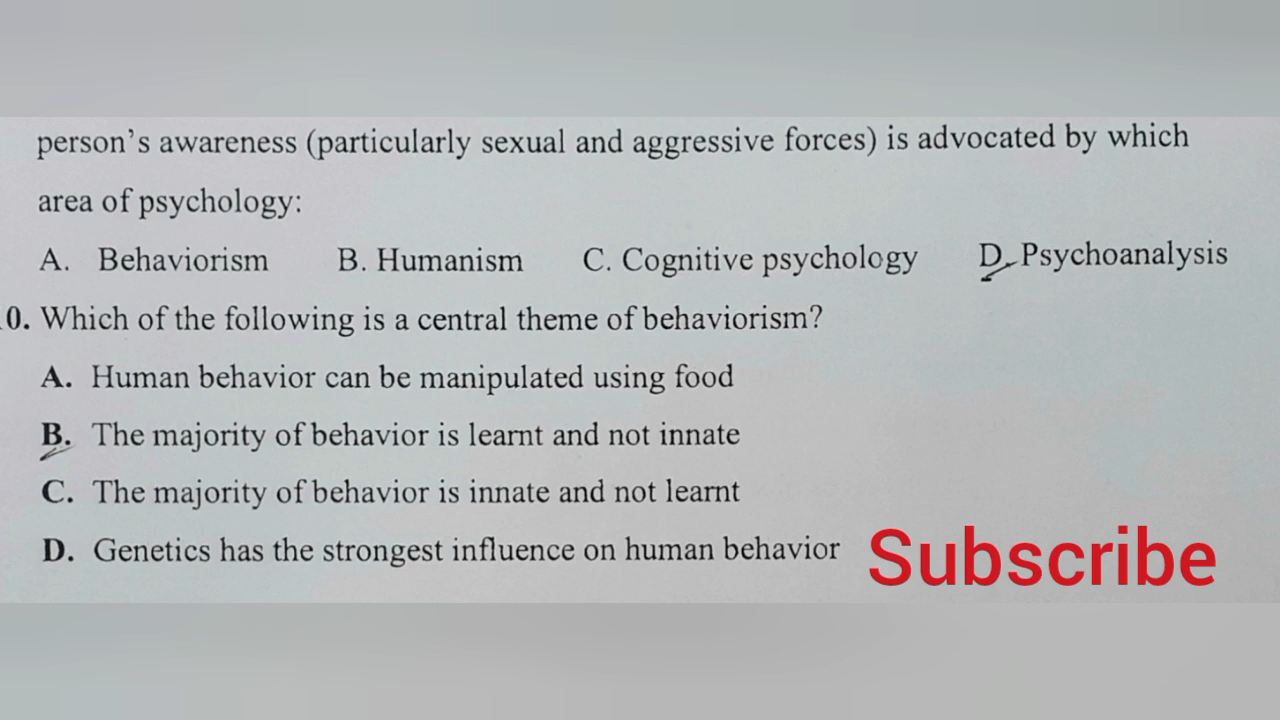 person's awareness (particularly sexual and aggressive forces) is advocated by which
area of psychology:
A. Behaviorism B. Humanism C. Cognitive psychology D. Psychoanalysis
0. Which of the following is a central theme of behaviorism?
A. Human behavior can be manipulated using food
B. The majority of behavior is learnt and not innate
C. The majority of behavior is innate and not learnt
D. Genetics has the strongest influence on human behavior
Subscribe